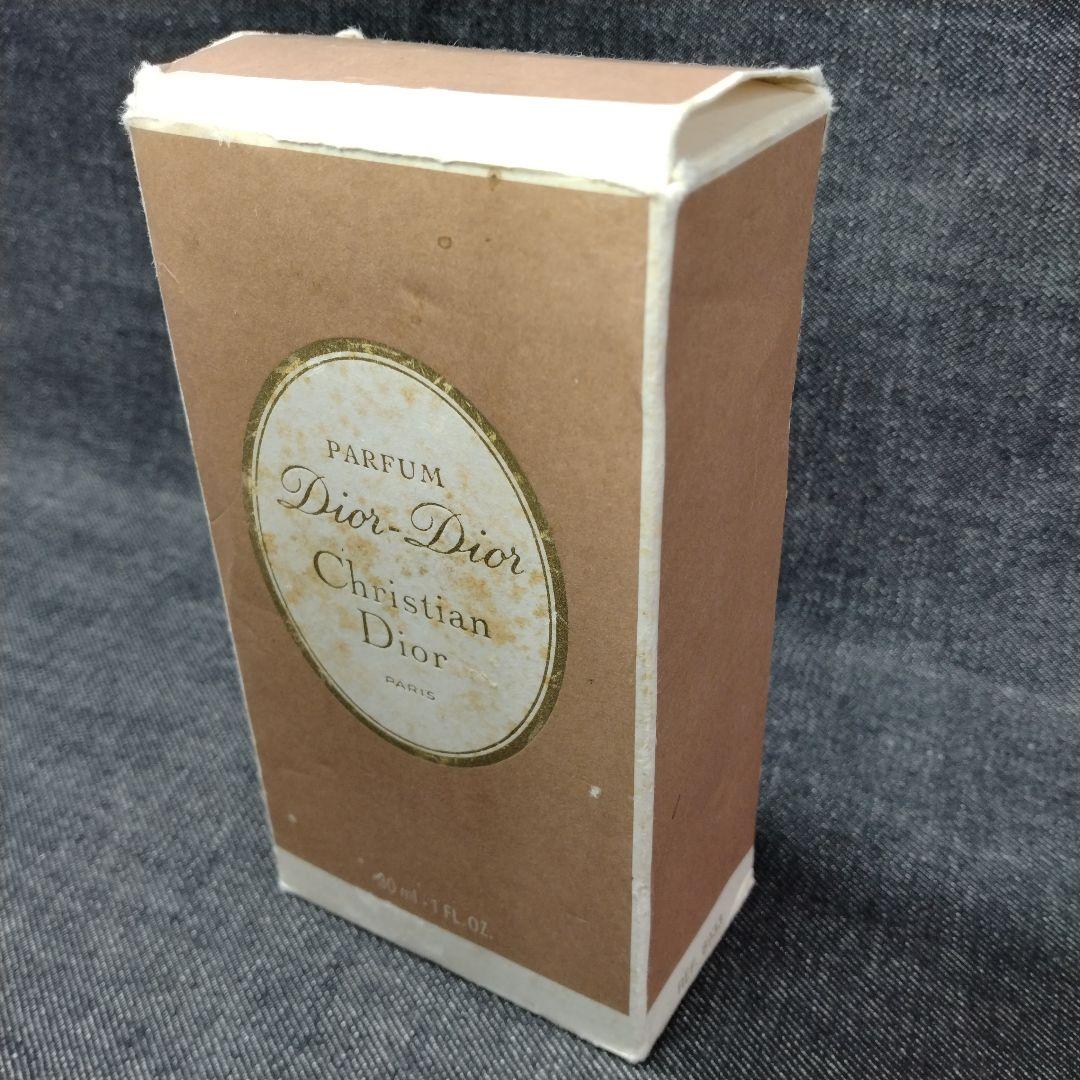 PARFUM
Dior-Dior
Christian
Dior
PARIS
30 ml - 1 FL.OZ.